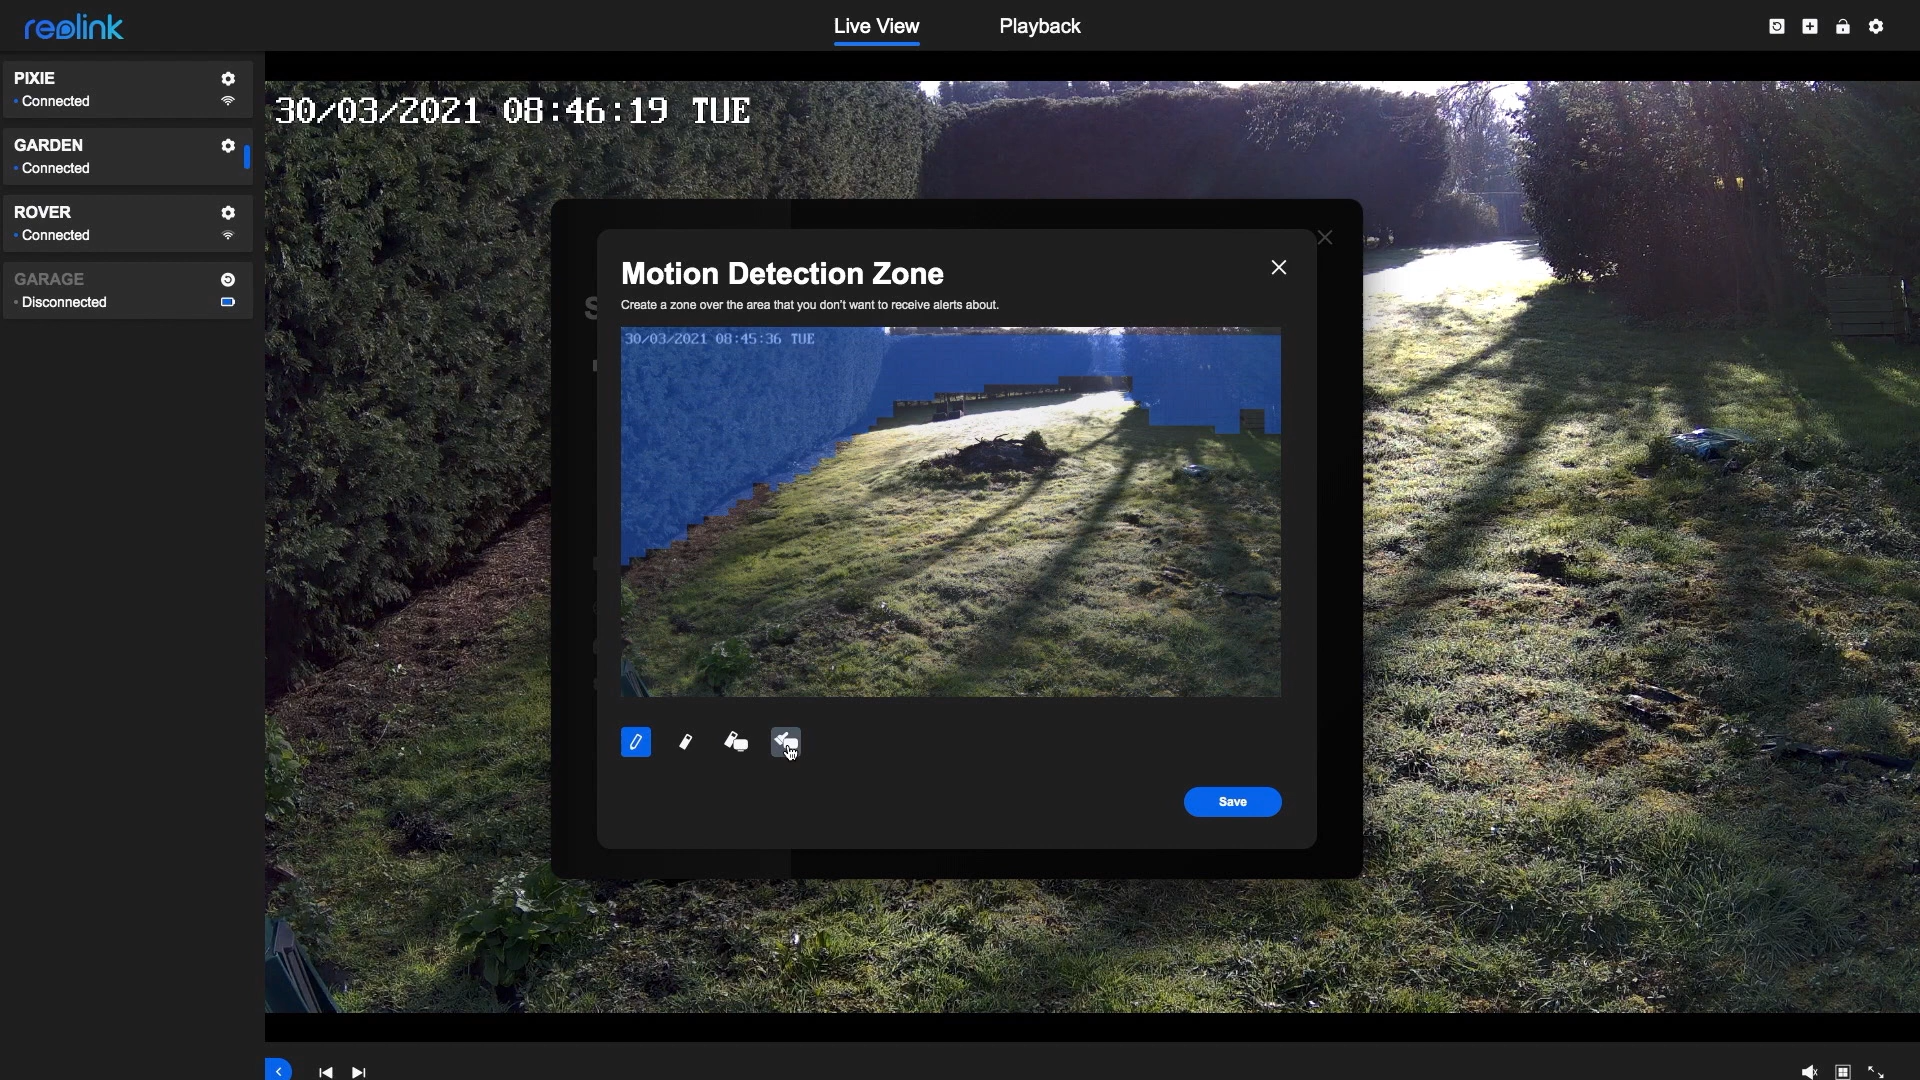 reolink
Live View
Playback
PIXIE
Connected
GARDEN
Connected
ROVER
Connected
GARAGE
Disconnected
30/03/2021 08:46:19 TUE
Motion Detection Zone
Create a zone over the area that you don't want to receive alerts about.
30/03/2021 08:45:36 TUE
Save